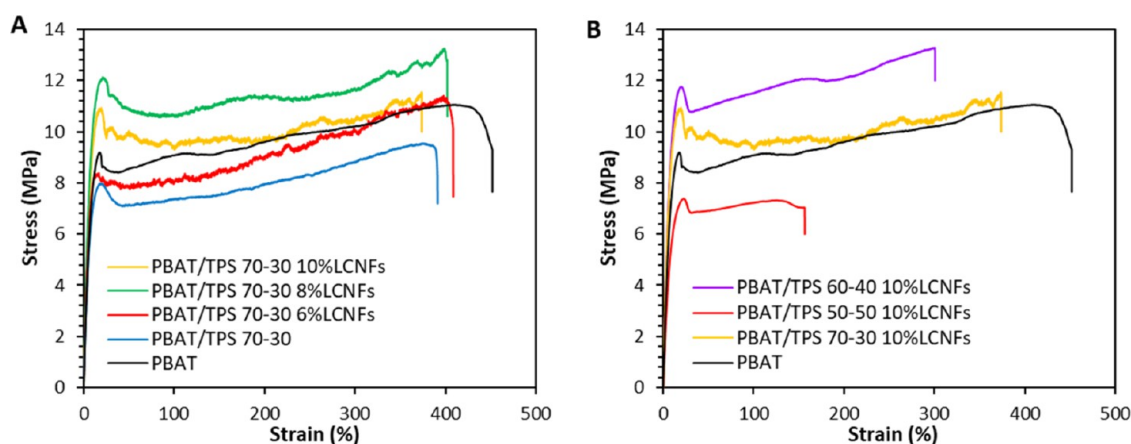 A
Stress (MPa)
14
12
10
8
6
4
2
0
PBAT/TPS 70-30 10%LCNFs
PBAT/TPS 70-30 8%LCNFs
PBAT/TPS 70-30 6%LCNFs
PBAT/TPS 70-30
PBAT
0 100 200 300 400 500
Strain (%)
B
Stress (MPa)
14
12
10
8
6
4
2
0
PBAT/TPS 60-40 10%LCNFs
PBAT/TPS 50-50 10%LCNFs
PBAT/TPS 70-30 10%LCNFs
PBAT
0 100 200 300 400 500
Strain (%)